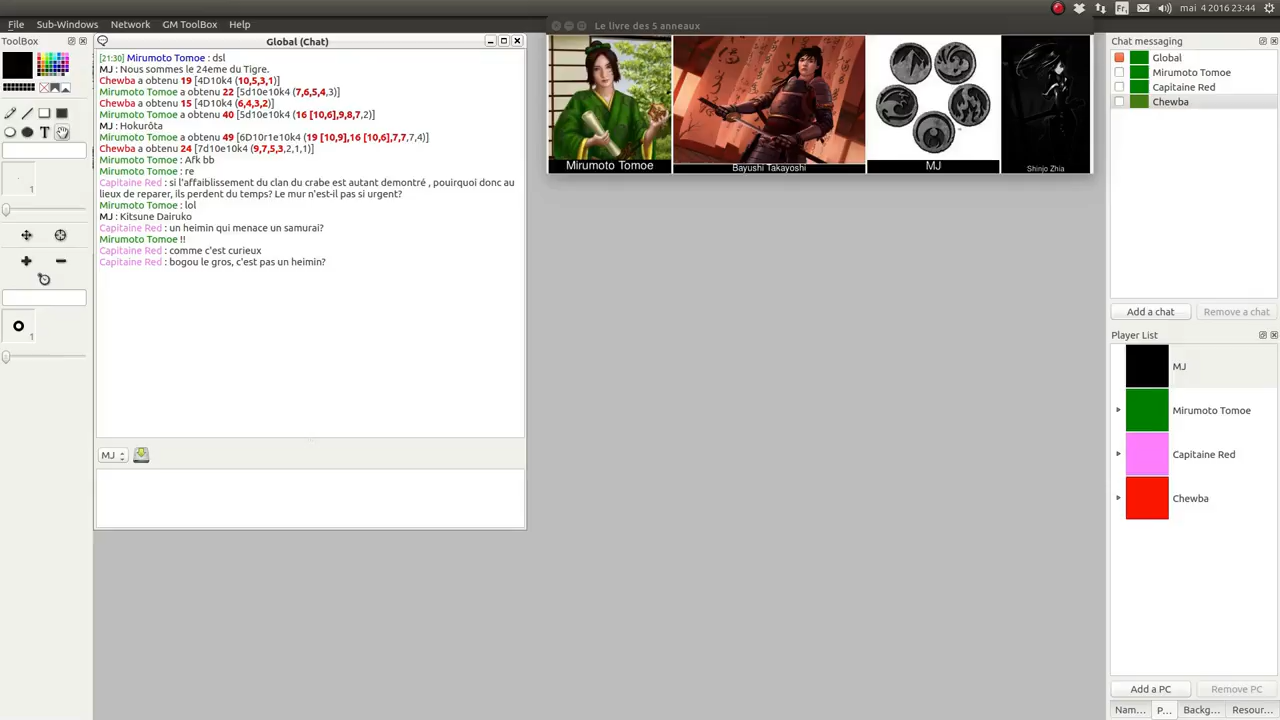 Fr,
mai 4 2016 23:44
File Sub-Windows Network GM ToolBox Help
ToolBox
1
1
Global (Chat)
[21:30] Mirumoto Tomoe : dsl
MJ : Nous sommes le 24eme du Tigre.
Chewba a obtenu 19 [4D10k4 (10,5,3,1)]
Mirumoto Tomoe a obtenu 22 [5d10e10k4 (7,6,5,4,3)]
Chewba a obtenu 15 [4D10k4 (6,4,3,2)]
Mirumoto Tomoe a obtenu 40 [5d10e10k4 (16 [10,6],9,8,7,2)]
MJ : Hokurôta
Mirumoto Tomoe a obtenu 49 [6D10r1e10k4 (19 [10,9],16 [10,6],7,7,7,4)]
Chewba a obtenu 24 [7d10e10k4 (9,7,5,3,2,1,1)]
Mirumoto Tomoe : Afk bb
Mirumoto Tomoe : re
Capitaine Red : si l'affaiblissement du clan du crabe est autant demontré , pouirquoi donc au
lieux de reparer, ils perdent du temps? Le mur n'est-il pas si urgent?
Mirumoto Tomoe : lol
MJ : Kitsune Dairuko
Capitaine Red : un heimin qui menace un samurai?
Mirumoto Tomoe !!
Capitaine Red : comme c'est curieux
Capitaine Red : bogou le gros, c'est pas un heimin?
MJ
Le livre des 5 anneaux
Mirumoto Tomoe
Bayushi Takayoshi
MJ
Shinjo Zhia
Chat messaging
Global
Mirumoto Tomoe
Capitaine Red
Chewba
Add a chat Remove a chat
Player List
MJ
Mirumoto Tomoe
Capitaine Red
Chewba
Add a PC Remove PC
Nam... P... Backg... Resour...